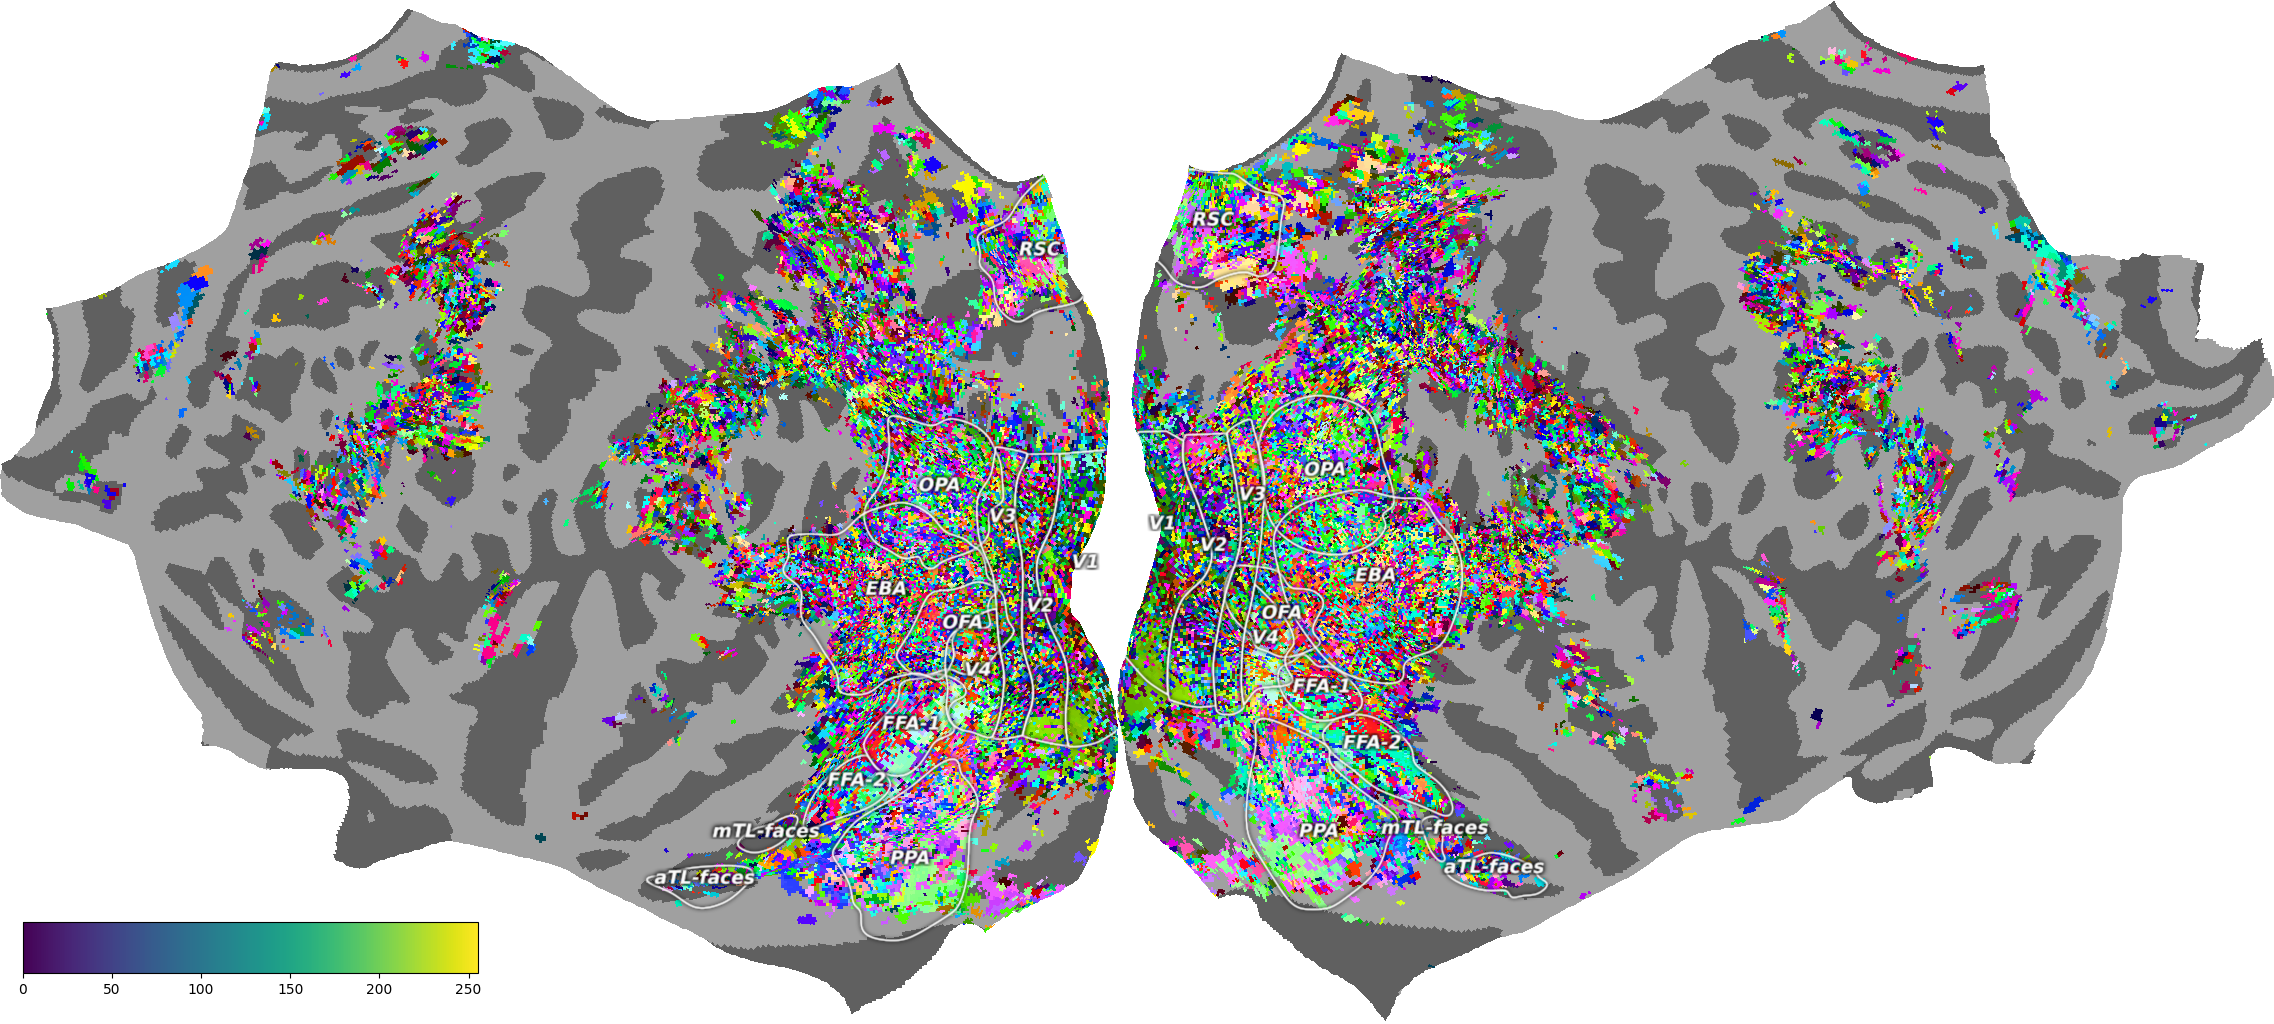 RSC
OPA
V3
V1
EBA
V2
OFA
V4
FFA-1
FFA-2
mTL-faces
PPA
aTL-faces
RSC
OPA
V3
V1
V2
EBA
OFA
V4
FFA-1
FFA-2
PPA
mTL-faces
aTL-faces
0 50 100 150 200 250